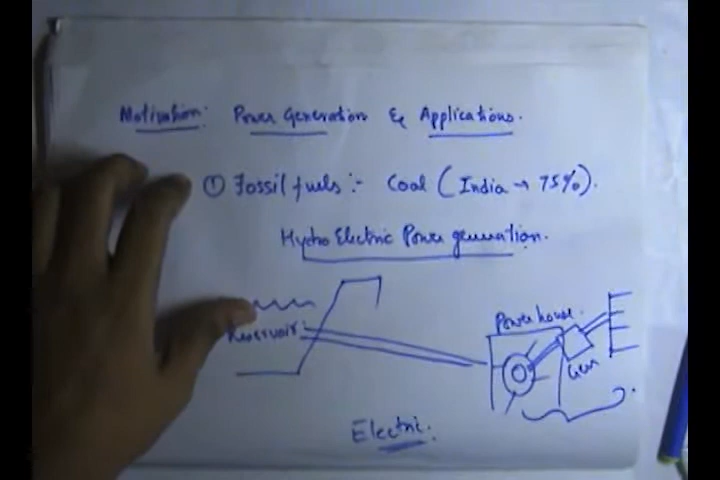 Motivation: Power Generation & Applications.
① Fossil fuels :- Coal (India → 75%).
Hydro Electric Power generation.
Reservoir:
Power house.
Gen
Electric.